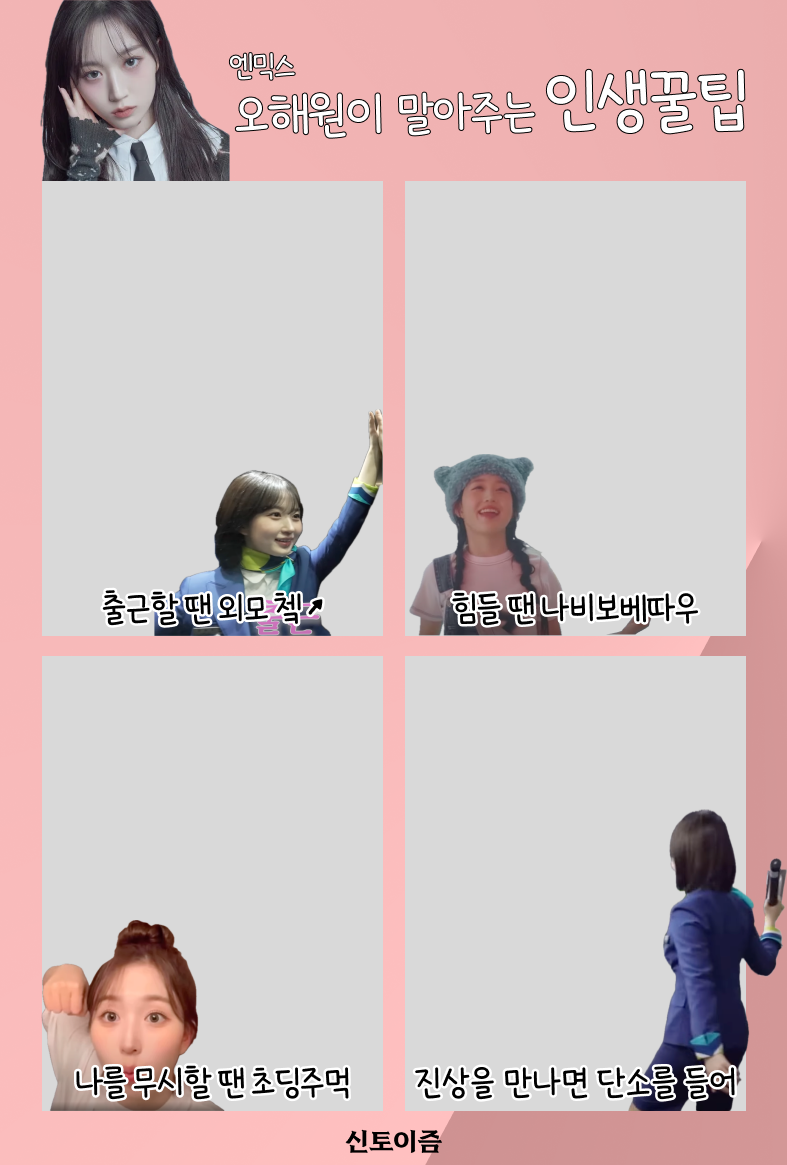 엔믹스
오해원이 말아주는 인생꿀팁
출근할 땐 외모 첵↗
힘들 땐 나비보베따우
나를 무시할 땐 초딩주먹
진상을 만나면 단소를 들어
신토이즘